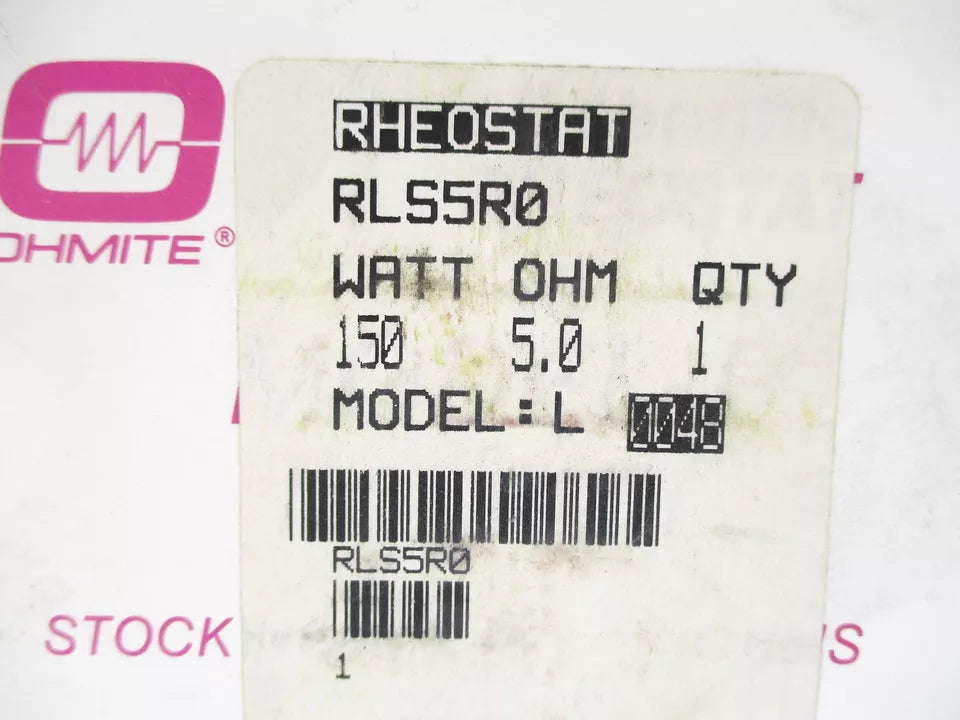 OHMITE®
RHEOSTAT
RLS5R0
WATT OHM QTY
150 5.0 1
MODEL: L 0048
RLS5R0
1
STOCK